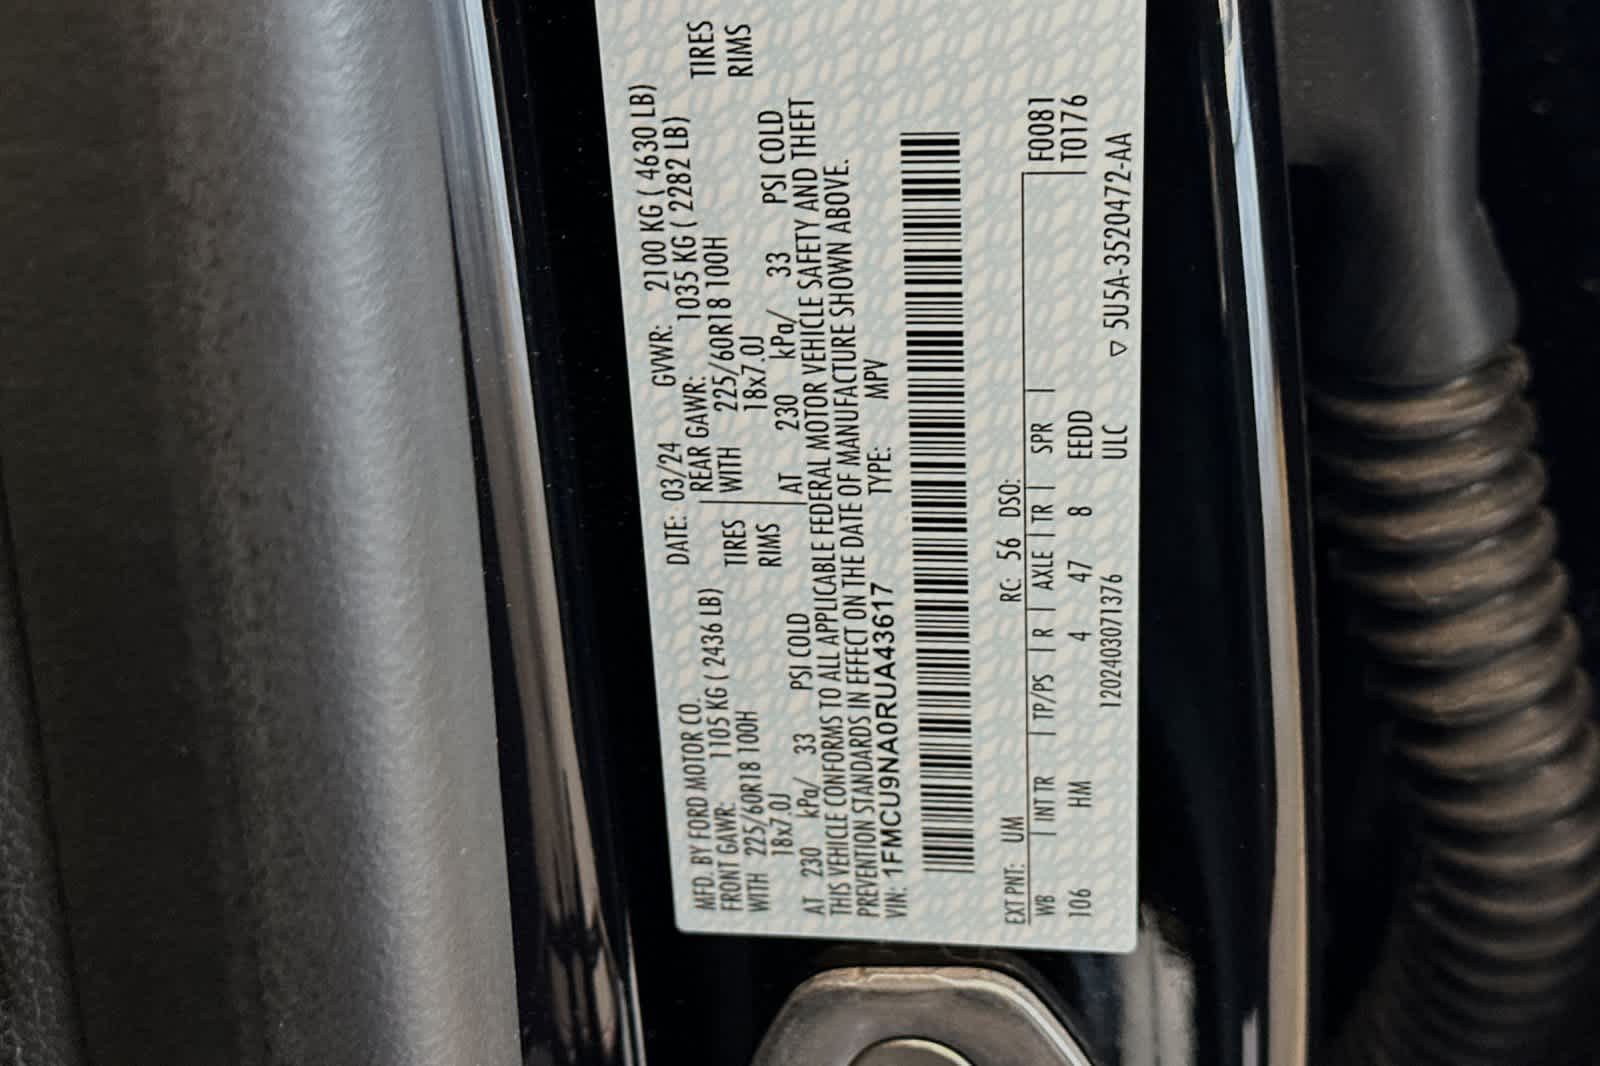 MFD. BY FORD MOTOR CO.
DATE: 03/24 GVWR: 2100 KG ( 4630 LB)
FRONT GAWR: 1105 KG ( 2436 LB) REAR GAWR: 1035 KG ( 2282 LB)
WITH 225/60R18 100H TIRES WITH 225/60R18 100H TIRES
18x7.0J RIMS 18x7.0J RIMS
AT 230 kPa/ 33 PSI COLD AT 230 kPa/ 33 PSI COLD
THIS VEHICLE CONFORMS TO ALL APPLICABLE FEDERAL MOTOR VEHICLE SAFETY AND THEFT
PREVENTION STANDARDS IN EFFECT ON THE DATE OF MANUFACTURE SHOWN ABOVE.
VIN: 1FMCU9NA0RUA43617 TYPE: MPV
EXT PNT: UM RC: 56 DSO:
WB | INT TR | TP/PS | R | AXLE | TR | SPR | F0081
106 HM 4 47 8 EEDD T0176
120240307137​6 ULC ▽ 5U5A-3520472-AA